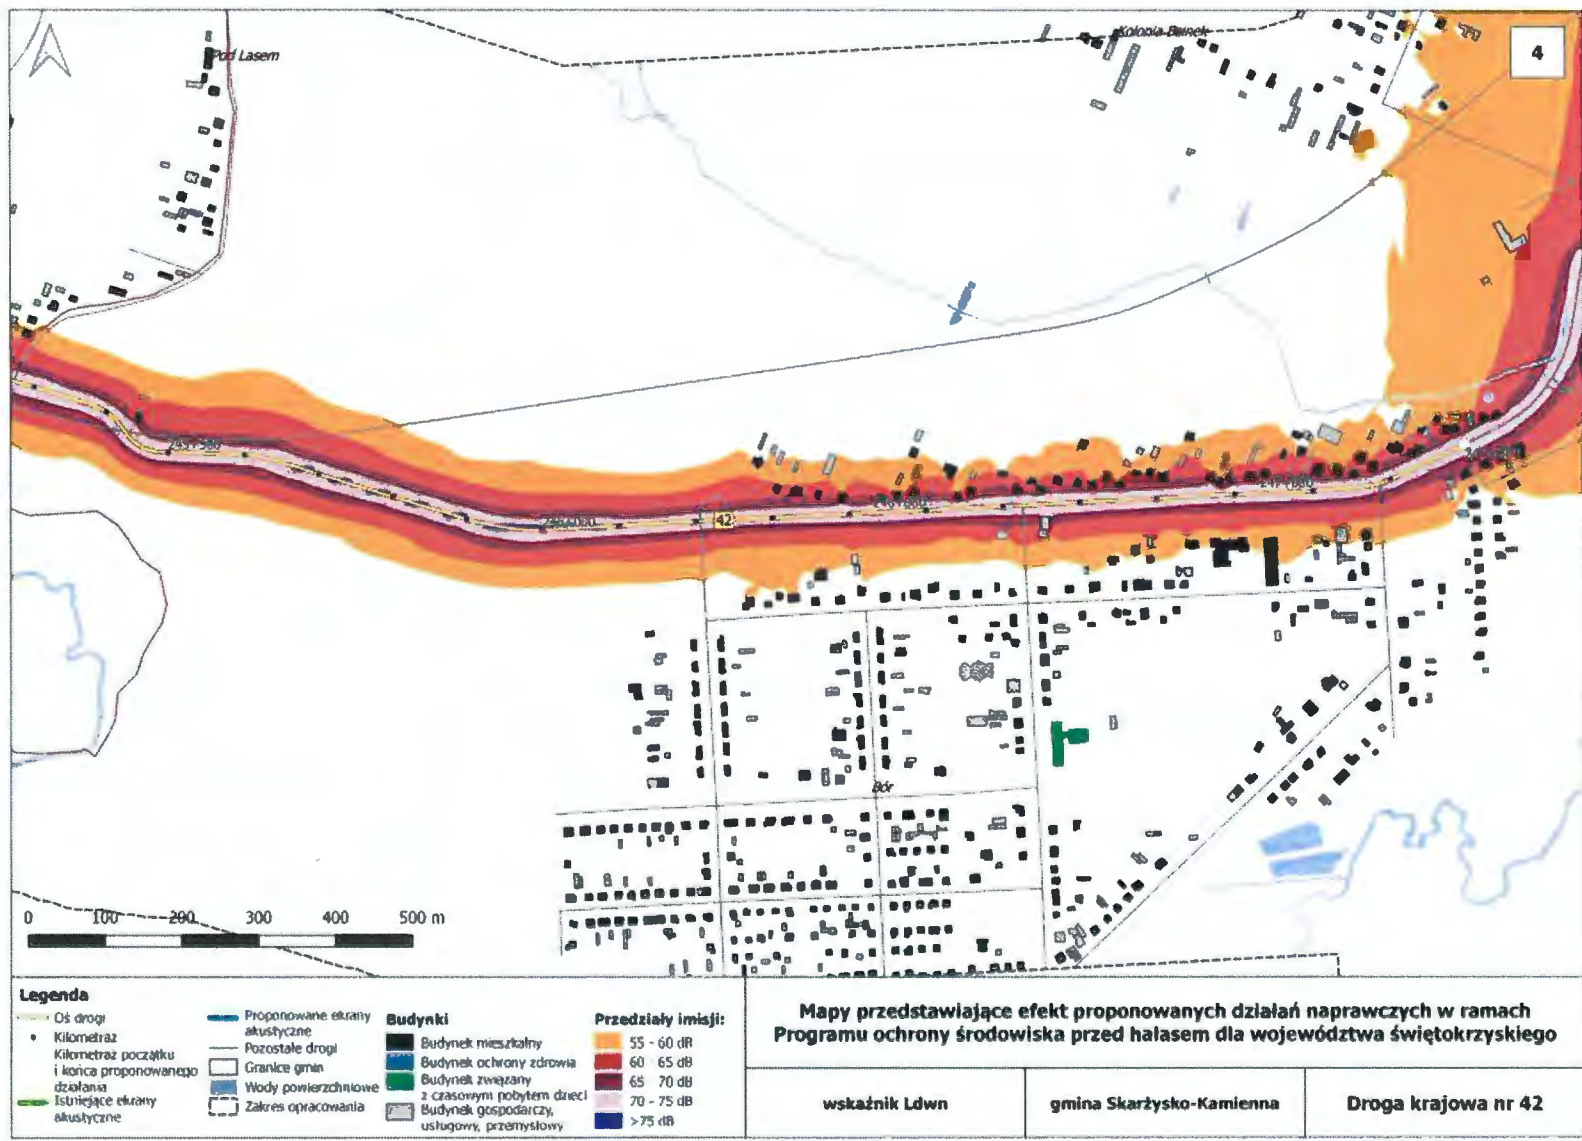 Pod Lasem
4
42
Bór
0 100 200 300 400 500 m
Legenda
Oś drogi
Kilometraż
Kilometraż początku
i końca proponowanego
działania
Istniejące ekrany
akustyczne
Proponowane ekrany
akustyczne
Pozostałe drogi
Granice gmin
Wody powierzchniowe
Zakres opracowania
Budynki
Budynek mieszkalny
Budynek ochrony zdrowia
Budynek związany
z czasowym pobytem dzieci
Budynek gospodarczy,
usługowy, przemysłowy
Przedziały imisji:
55 - 60 dB
60 - 65 dB
65 70 dB
70 - 75 dB
>75 dB
Mapy przedstawiające efekt proponowanych działań naprawczych w ramach
Programu ochrony środowiska przed hałasem dla województwa świętokrzyskiego
wskaźnik Ldwn
gmina Skarżysko-Kamienna
Droga krajowa nr 42